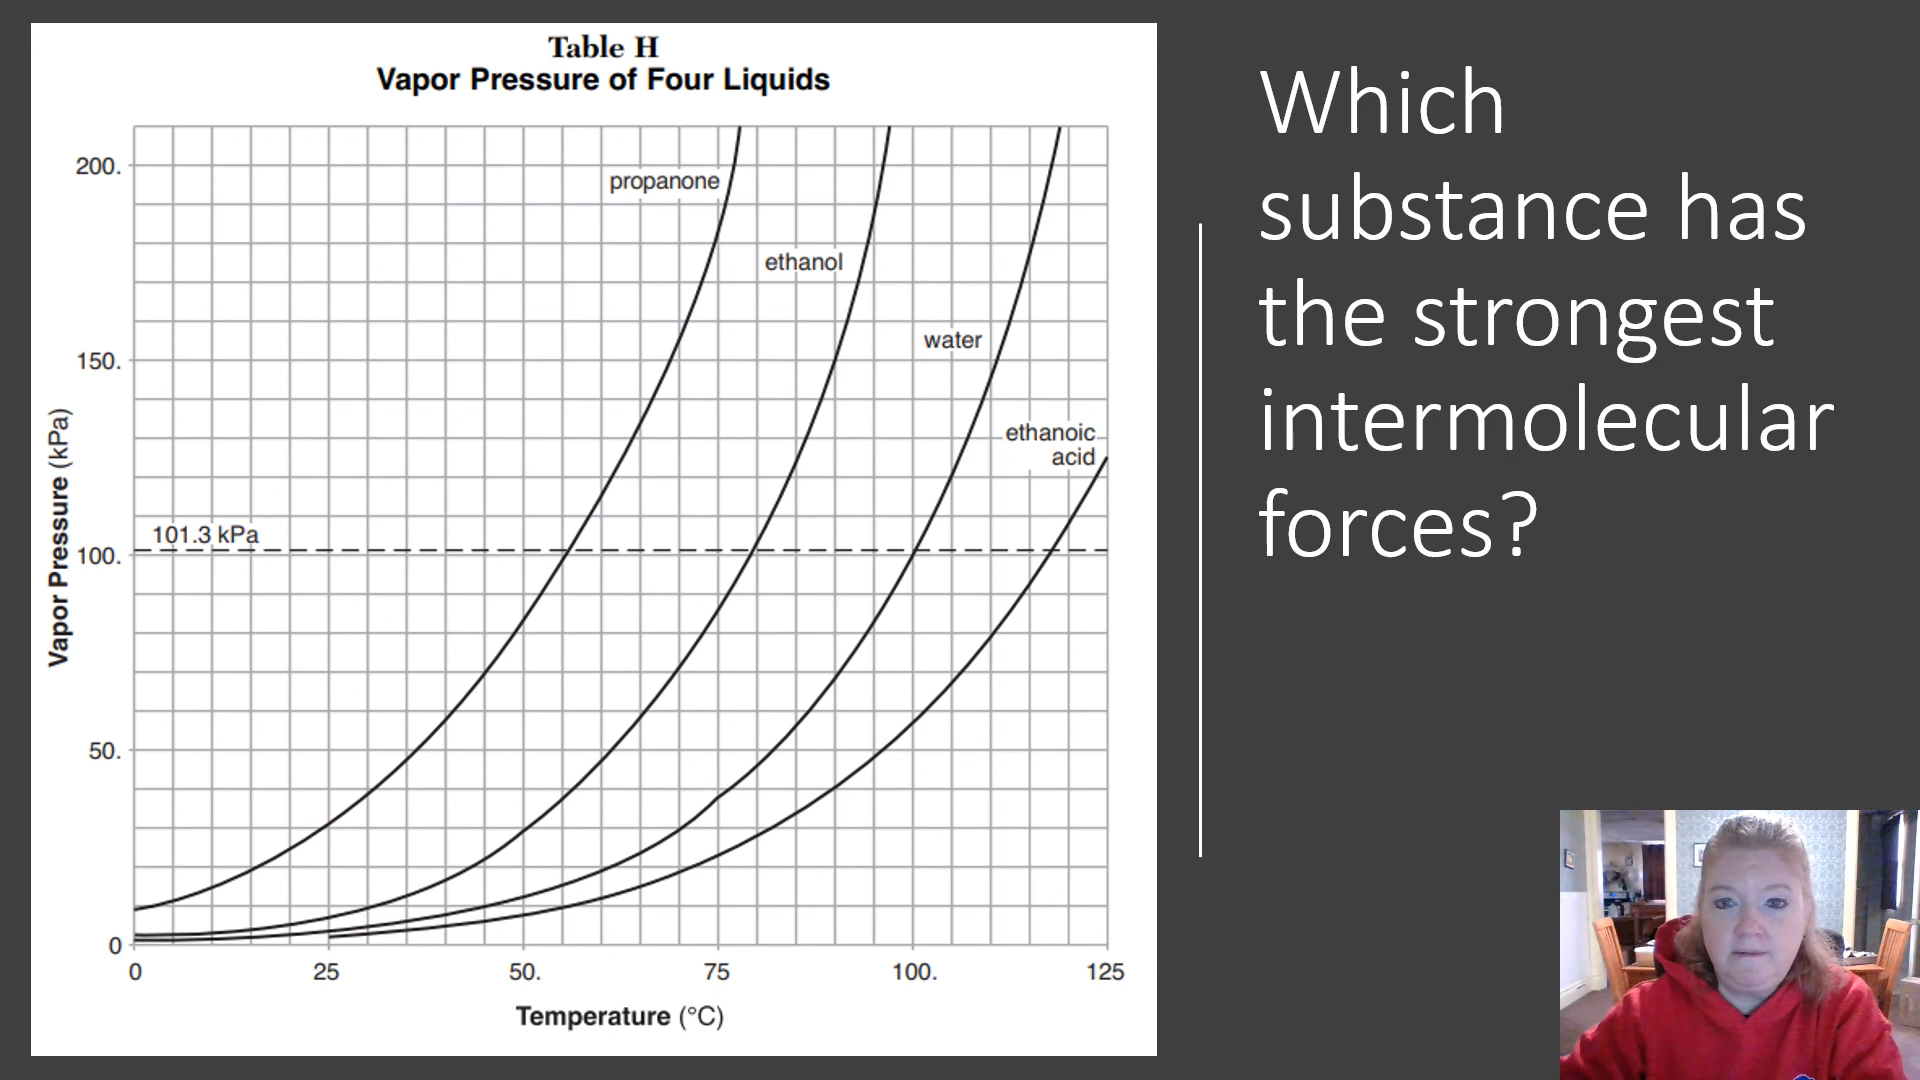 Table H
Vapor Pressure of Four Liquids
200.
150.
100.
50.
0
Vapor Pressure (kPa)
propanone
ethanol
water
ethanoic
acid
101.3 kPa
0 25 50. 75 100. 125
Temperature (°C)
Which
substance has
the strongest
intermolecular
forces?